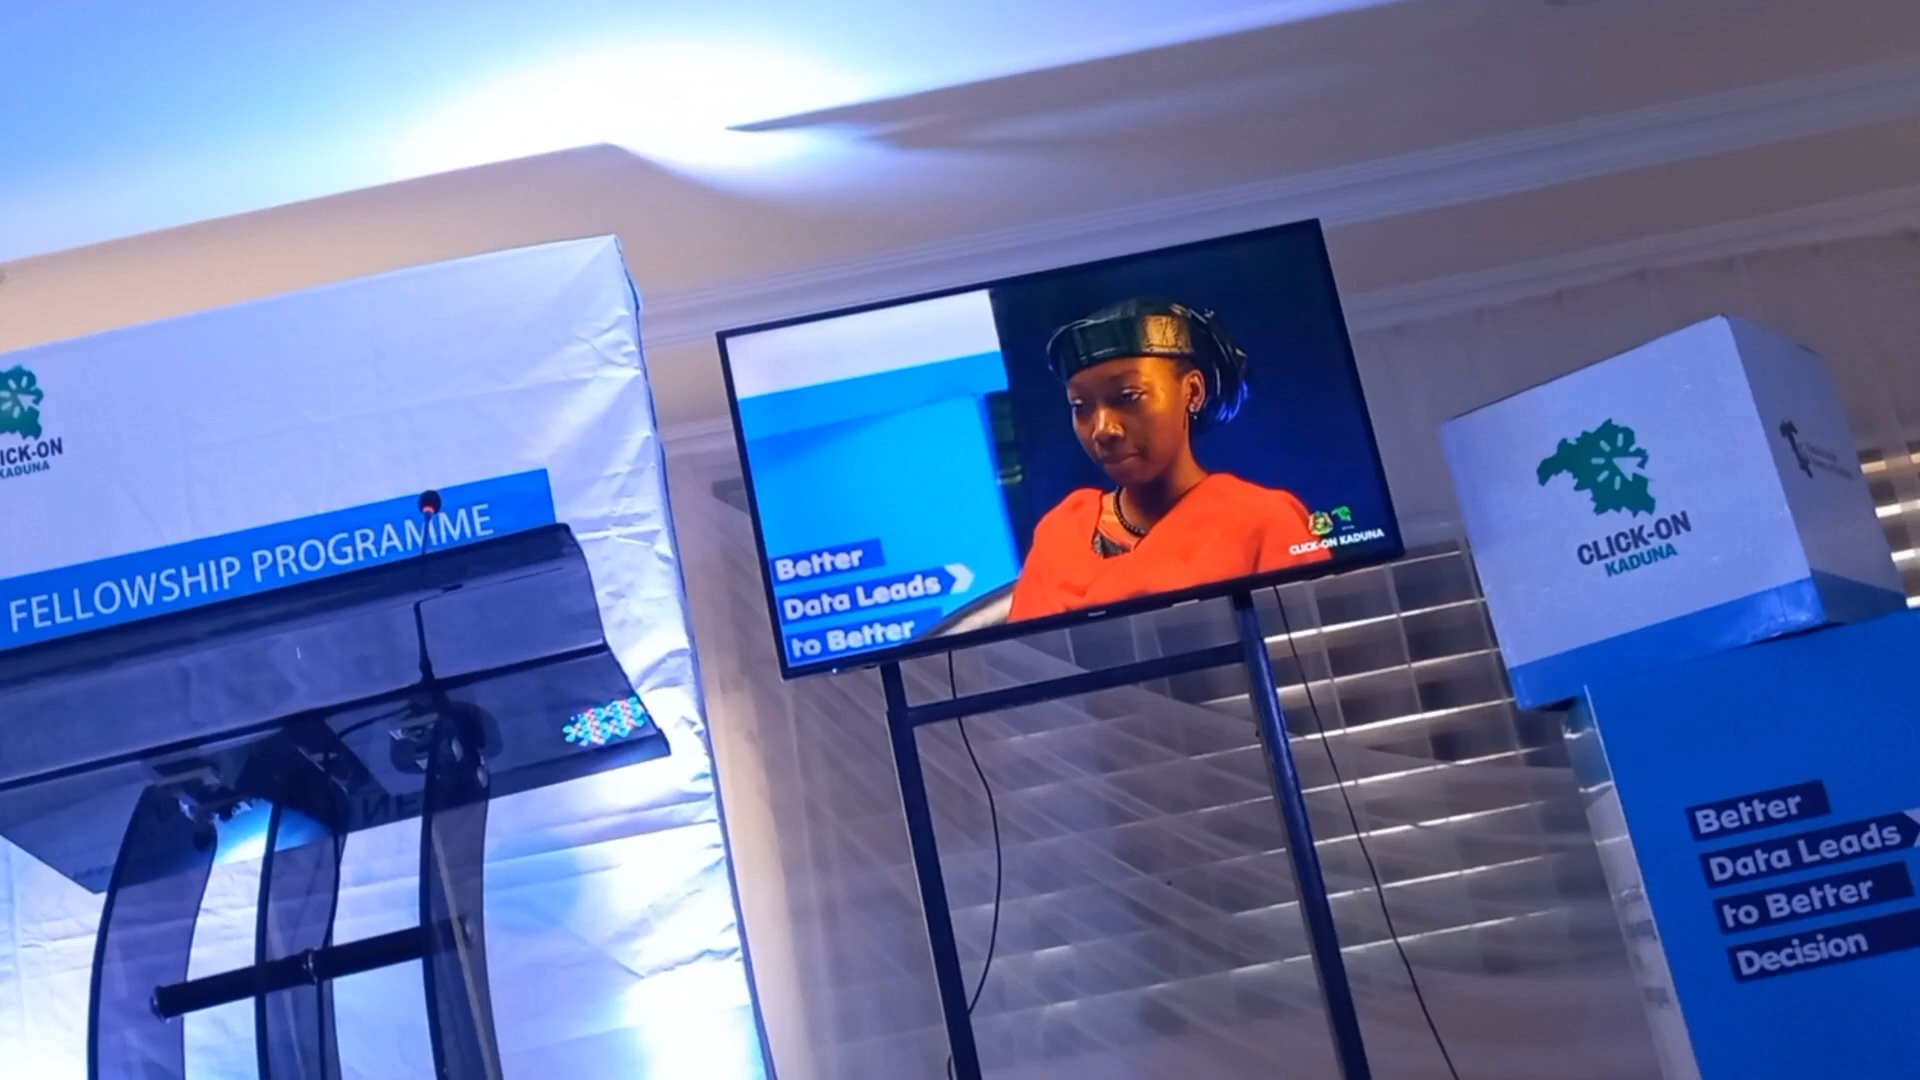 ICK-ON
KADUNA
FELLOWSHIP PROGRAMME
Better
Data Leads
to Better
CLICK-ON KADUNA
CLICK-ON
KADUNA
Better
Data Leads
to Better
Decision